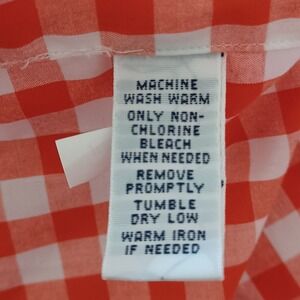 MACHINE
WASH WARM
ONLY NON-
CHLORINE
BLEACH
WHEN NEEDED
REMOVE
PROMPTLY
TUMBLE
DRY LOW
WARM IRON
IF NEEDED